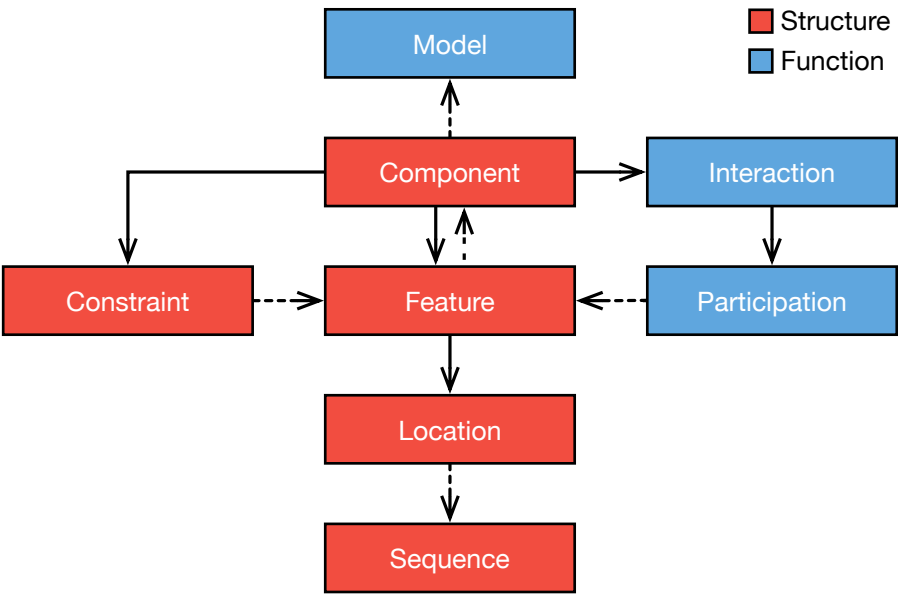 Structure
Function
Model
Component
Interaction
Constraint
Feature
Participation
Location
Sequence